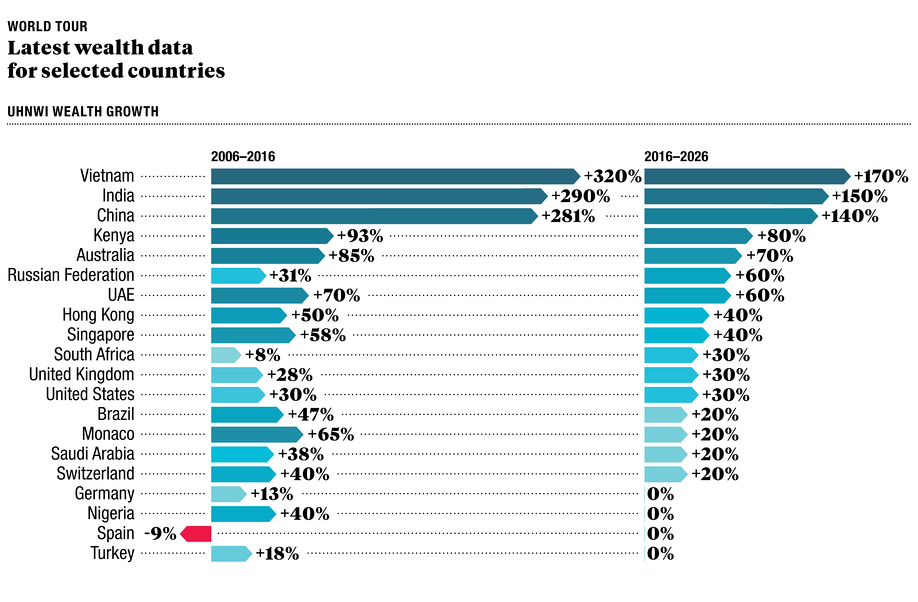 WORLD TOUR
Latest wealth data
for selected countries
UHNWI WEALTH GROWTH
2006–2016 2016–2026
Vietnam +320% +170%
India +290% +150%
China +281% +140%
Kenya +93% +80%
Australia +85% +70%
Russian Federation +31% +60%
UAE +70% +60%
Hong Kong +50% +40%
Singapore +58% +40%
South Africa +8% +30%
United Kingdom +28% +30%
United States +30% +30%
Brazil +47% +20%
Monaco +65% +20%
Saudi Arabia +38% +20%
Switzerland +40% +20%
Germany +13% 0%
Nigeria +40% 0%
Spain -9% 0%
Turkey +18% 0%